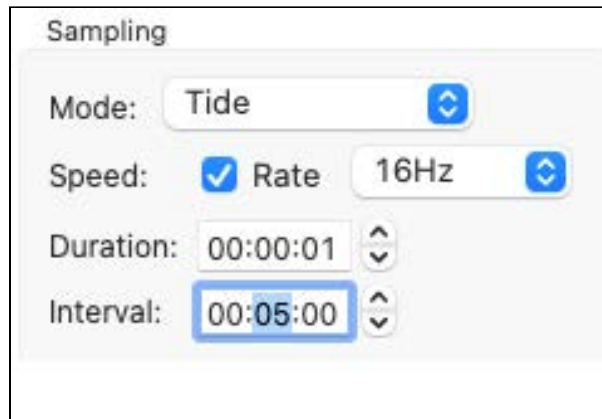 Sampling
Mode: Tide
Speed: Rate 16Hz
Duration: 00:00:01
Interval: 00:05:00